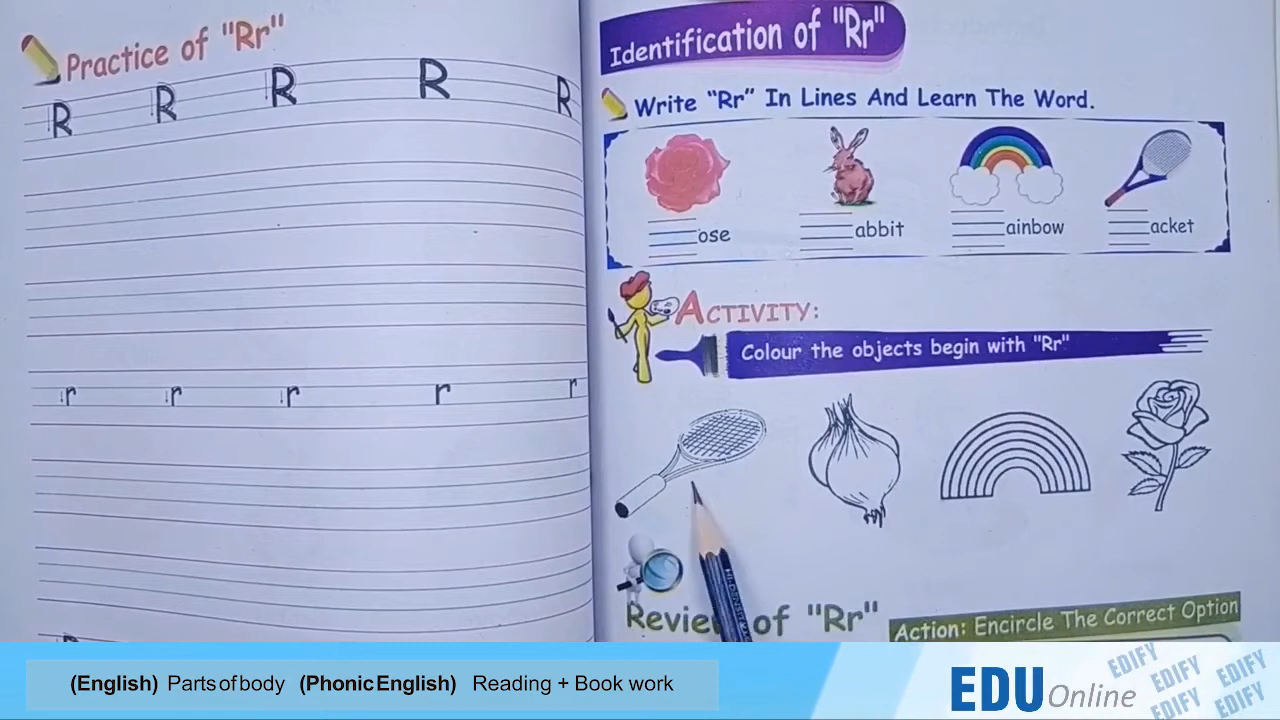 Practice of "Rr"
R R R R R
r r r r r
Identification of "Rr"
Write "Rr" In Lines And Learn The Word.
ose abbit ainbow acket
ACTIVITY:
Colour the objects begin with "Rr"
Review of "Rr"
Action: Encircle The Correct Option
(English) Parts of body (Phonic English) Reading + Book work
EDU Online
EDIFY EDIFY EDIFY
EDIFY EDIFY EDIFY